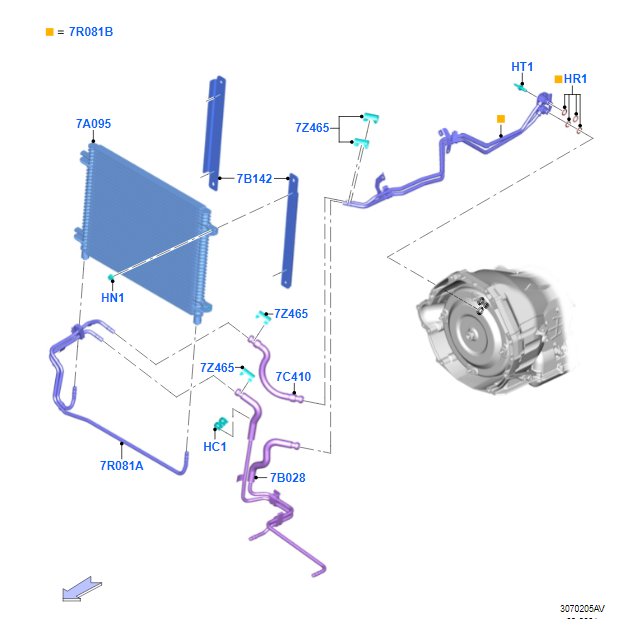 = 7R081B
HT1
HR1
7A095
7Z465
7B142
HN1
7Z465
7Z465
7C410
HC1
7R081A
7B028
3070205AV